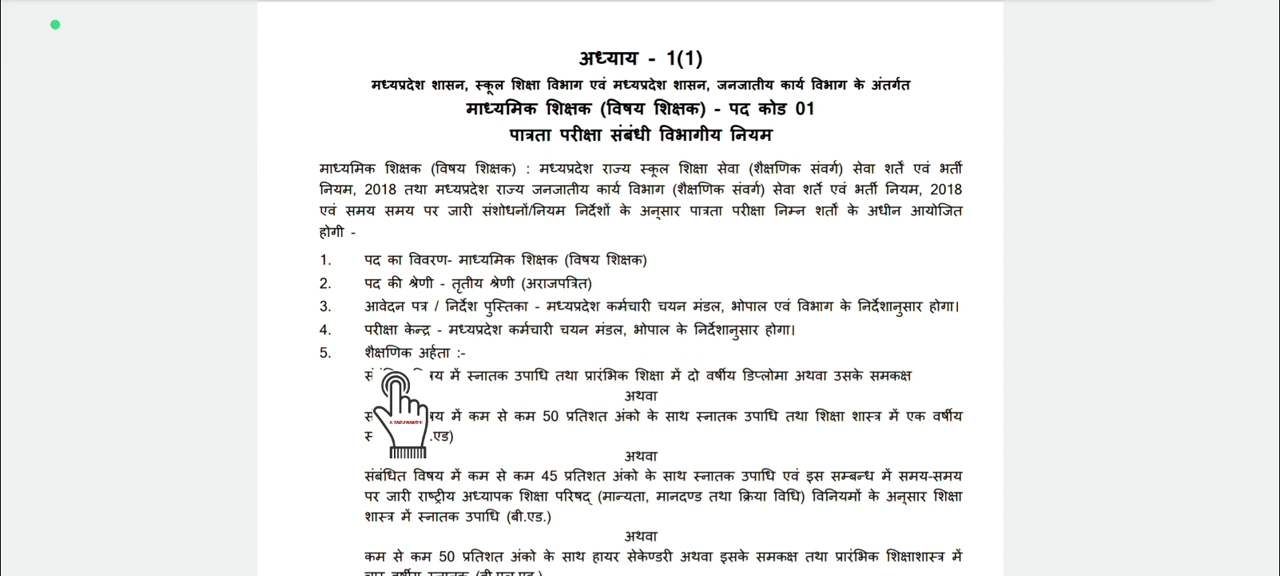 अध्याय - 1(1)
मध्यप्रदेश शासन, स्कूल शिक्षा विभाग एवं मध्यप्रदेश शासन, जनजातीय कार्य विभाग के अंतर्गत
माध्यमिक शिक्षक (विषय शिक्षक) - पद कोड 01
पात्रता परीक्षा संबंधी विभागीय नियम
माध्यमिक शिक्षक (विषय शिक्षक) : मध्यप्रदेश राज्य स्कूल शिक्षा सेवा (शैक्षणिक संवर्ग) सेवा शर्तें एवं भर्ती
नियम, 2018 तथा मध्यप्रदेश राज्य जनजातीय कार्य विभाग (शैक्षणिक संवर्ग) सेवा शर्तें एवं भर्ती नियम, 2018
एवं समय समय पर जारी संशोधनों/नियम निर्देशों के अनुसार पात्रता परीक्षा निम्न शर्तों के अधीन आयोजित
होगी -
1. पद का विवरण- माध्यमिक शिक्षक (विषय शिक्षक)
2. पद की श्रेणी - तृतीय श्रेणी (अराजपत्रित)
3. आवेदन पत्र / निर्देश पुस्तिका - मध्यप्रदेश कर्मचारी चयन मंडल, भोपाल एवं विभाग के निर्देशानुसार होगा।
4. परीक्षा केन्द्र - मध्यप्रदेश कर्मचारी चयन मंडल, भोपाल के निर्देशानुसार होगा।
5. शैक्षणिक अर्हता :-
में स्नातक उपाधि तथा प्रारंभिक शिक्षा में दो वर्षीय डिप्लोमा अथवा उसके समकक्ष
अथवा
में कम से कम 50 प्रतिशत अंको के साथ स्नातक उपाधि तथा शिक्षा शास्त्र में एक वर्षीय
.एड)
अथवा
संबंधित विषय में कम से कम 45 प्रतिशत अंको के साथ स्नातक उपाधि एवं इस सम्बन्ध में समय-समय
पर जारी राष्ट्रीय अध्यापक शिक्षा परिषद् (मान्यता, मानदण्ड तथा क्रिया विधि) विनियमों के अनुसार शिक्षा
शास्त्र में स्नातक उपाधि (बी.एड.)
अथवा
कम से कम 50 प्रतिशत अंको के साथ हायर सेकेण्डरी अथवा इसके समकक्ष तथा प्रारंभिक शिक्षाशास्त्र में